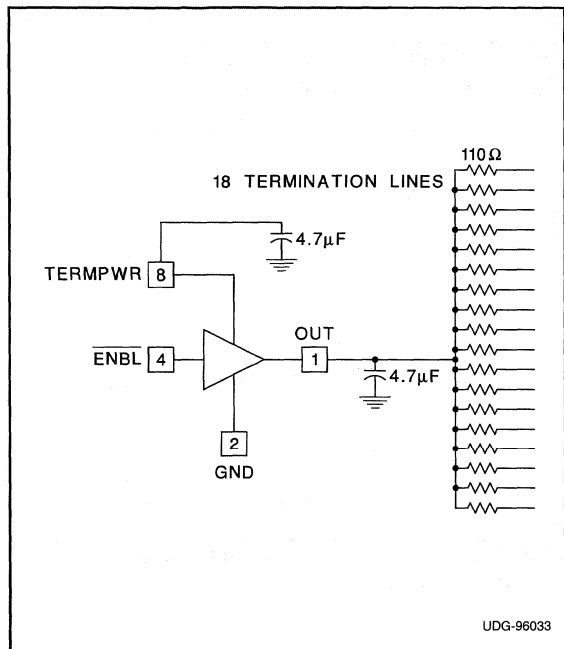 110Ω
18 TERMINATION LINES
4.7µF
TERMPWR 8
OUT
ENBL 4
1
4.7µF
2
GND
UDG-96033